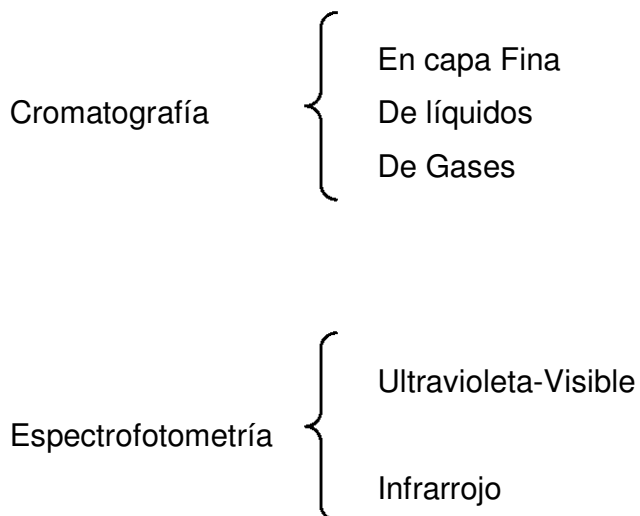 Cromatografía
En capa Fina
De líquidos
De Gases
Espectrofotometría
Ultravioleta-Visible
Infrarrojo